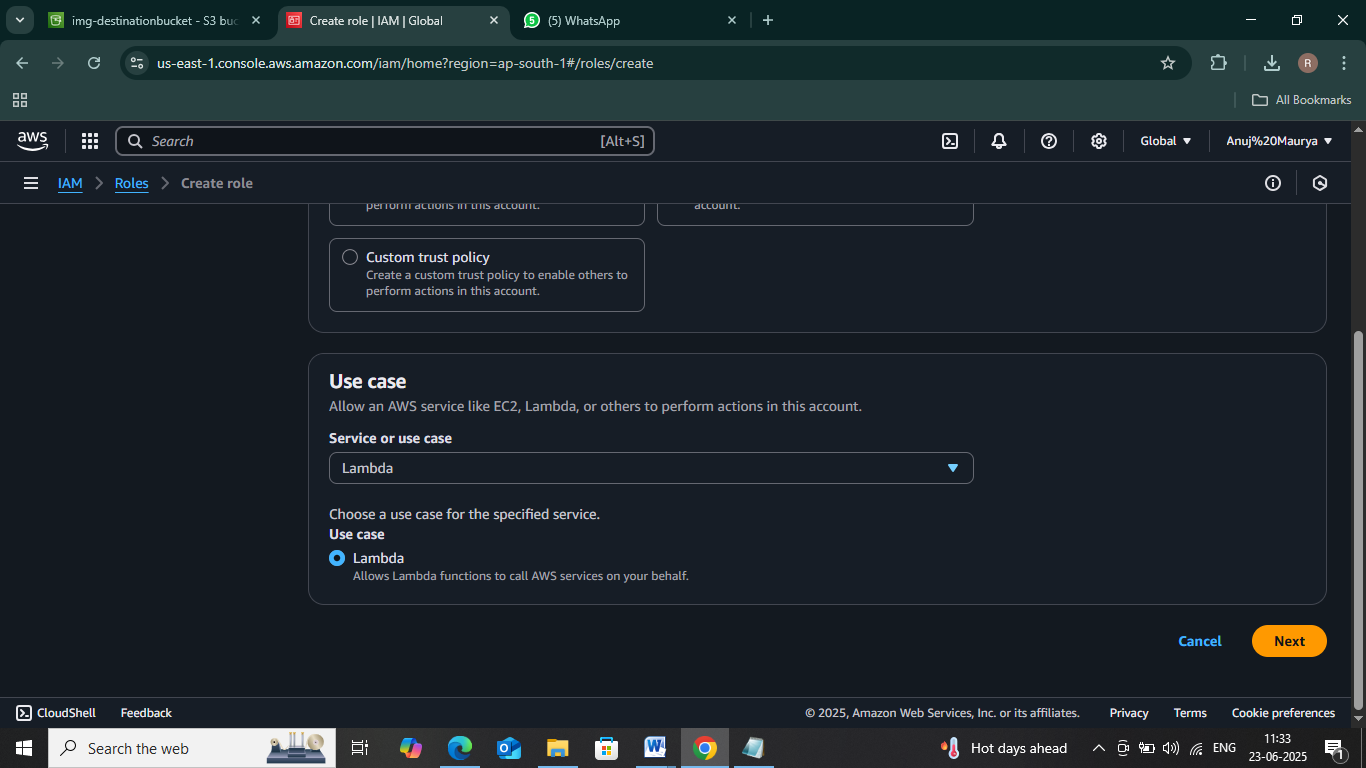 img-destinationbucket - S3 buc
Create role | IAM | Global
(5) WhatsApp
us-east-1.console.aws.amazon.com/iam/home?region=ap-south-1#/roles/create
R
All Bookmarks
aws
Search
[Alt+S]
Global
Anuj%20Maurya
IAM
Roles
Create role
perform actions in this account.
account.
Custom trust policy
Create a custom trust policy to enable others to
perform actions in this account.
Use case
Allow an AWS service like EC2, Lambda, or others to perform actions in this account.
Service or use case
Lambda
Choose a use case for the specified service.
Use case
Lambda
Allows Lambda functions to call AWS services on your behalf.
Cancel
Next
CloudShell
Feedback
© 2025, Amazon Web Services, Inc. or its affiliates.
Privacy
Terms
Cookie preferences
Search the web
Hot days ahead
ENG
11:33
23-06-2025
1